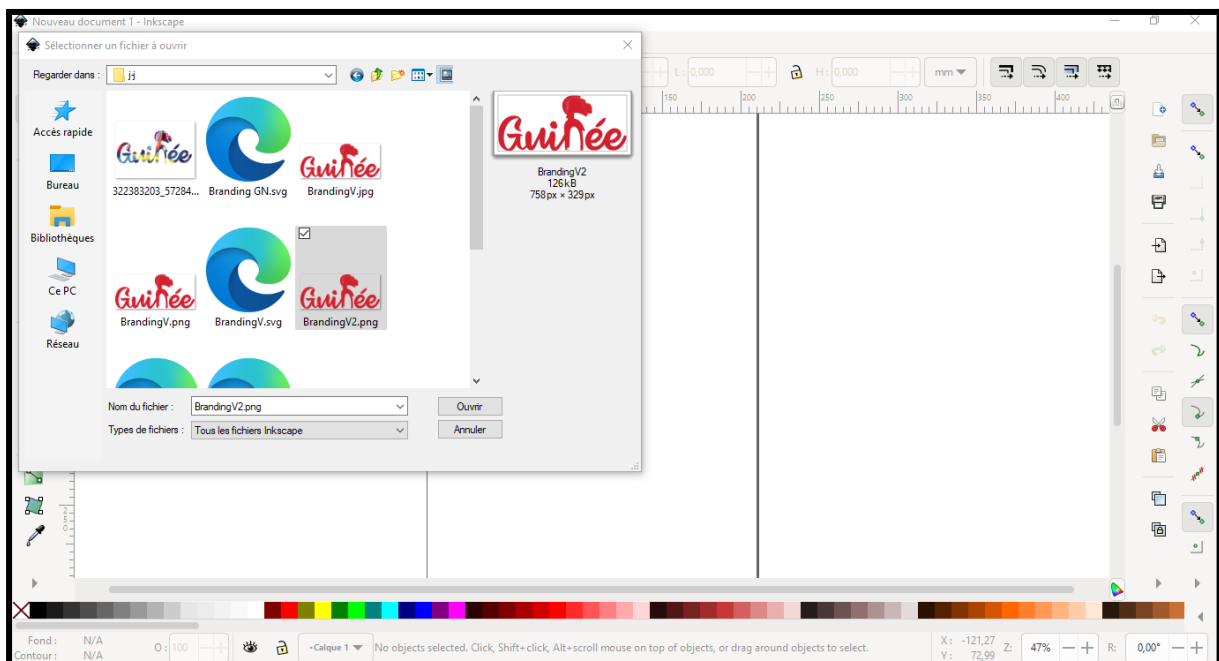 Nouveau document 1 - Inkscape
Sélectionner un fichier à ouvrir
Regarder dans :
j-j
L :
0,000
H :
0,000
mm
150
200
250
300
350
400
Accès rapide
Bureau
Bibliothèques
Ce PC
Réseau
Guinée
322383203_57284...
Branding GN.svg
Guinée
BrandingV.jpg
Guinée
BrandingV.png
BrandingV.svg
Guinée
BrandingV2.png
Guinée
BrandingV2
126kB
758px × 329px
Nom du fichier :
BrandingV2.png
Ouvrir
Types de fichiers :
Tous les fichiers Inkscape
Annuler
2
5
0
Fond :
N/A
Contour :
N/A
O :
100
-Calque 1
No objects selected. Click, Shift+click, Alt+scroll mouse on top of objects, or drag around objects to select.
X : -121,27
Y : 72,99
Z:
47%
R:
0,00°